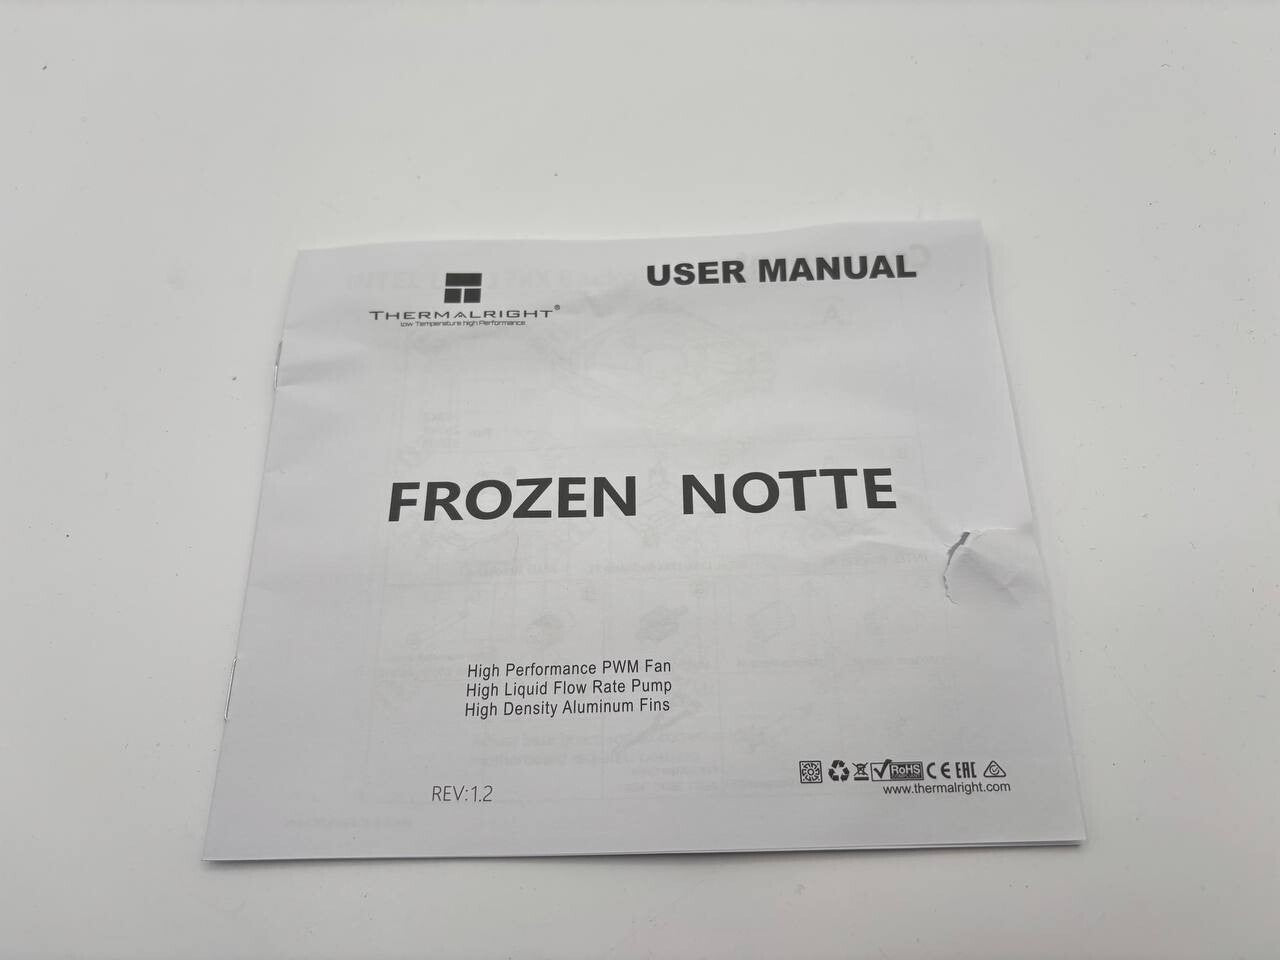 USER MANUAL
THERMALRIGHT®
Low Temperature high Performance
FROZEN NOTTE
High Performance PWM Fan
High Liquid Flow Rate Pump
High Density Aluminum Fins
RoHS CE EAC
www.thermalright.com
REV:1.2